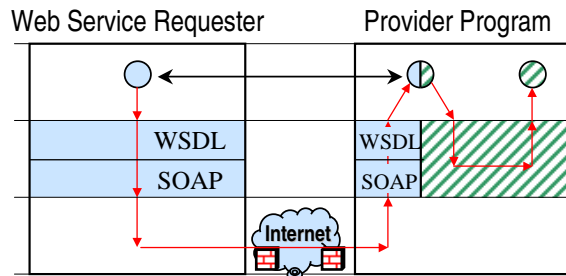 Web Service Requester
Provider Program
WSDL
WSDL
SOAP
SOAP
Internet